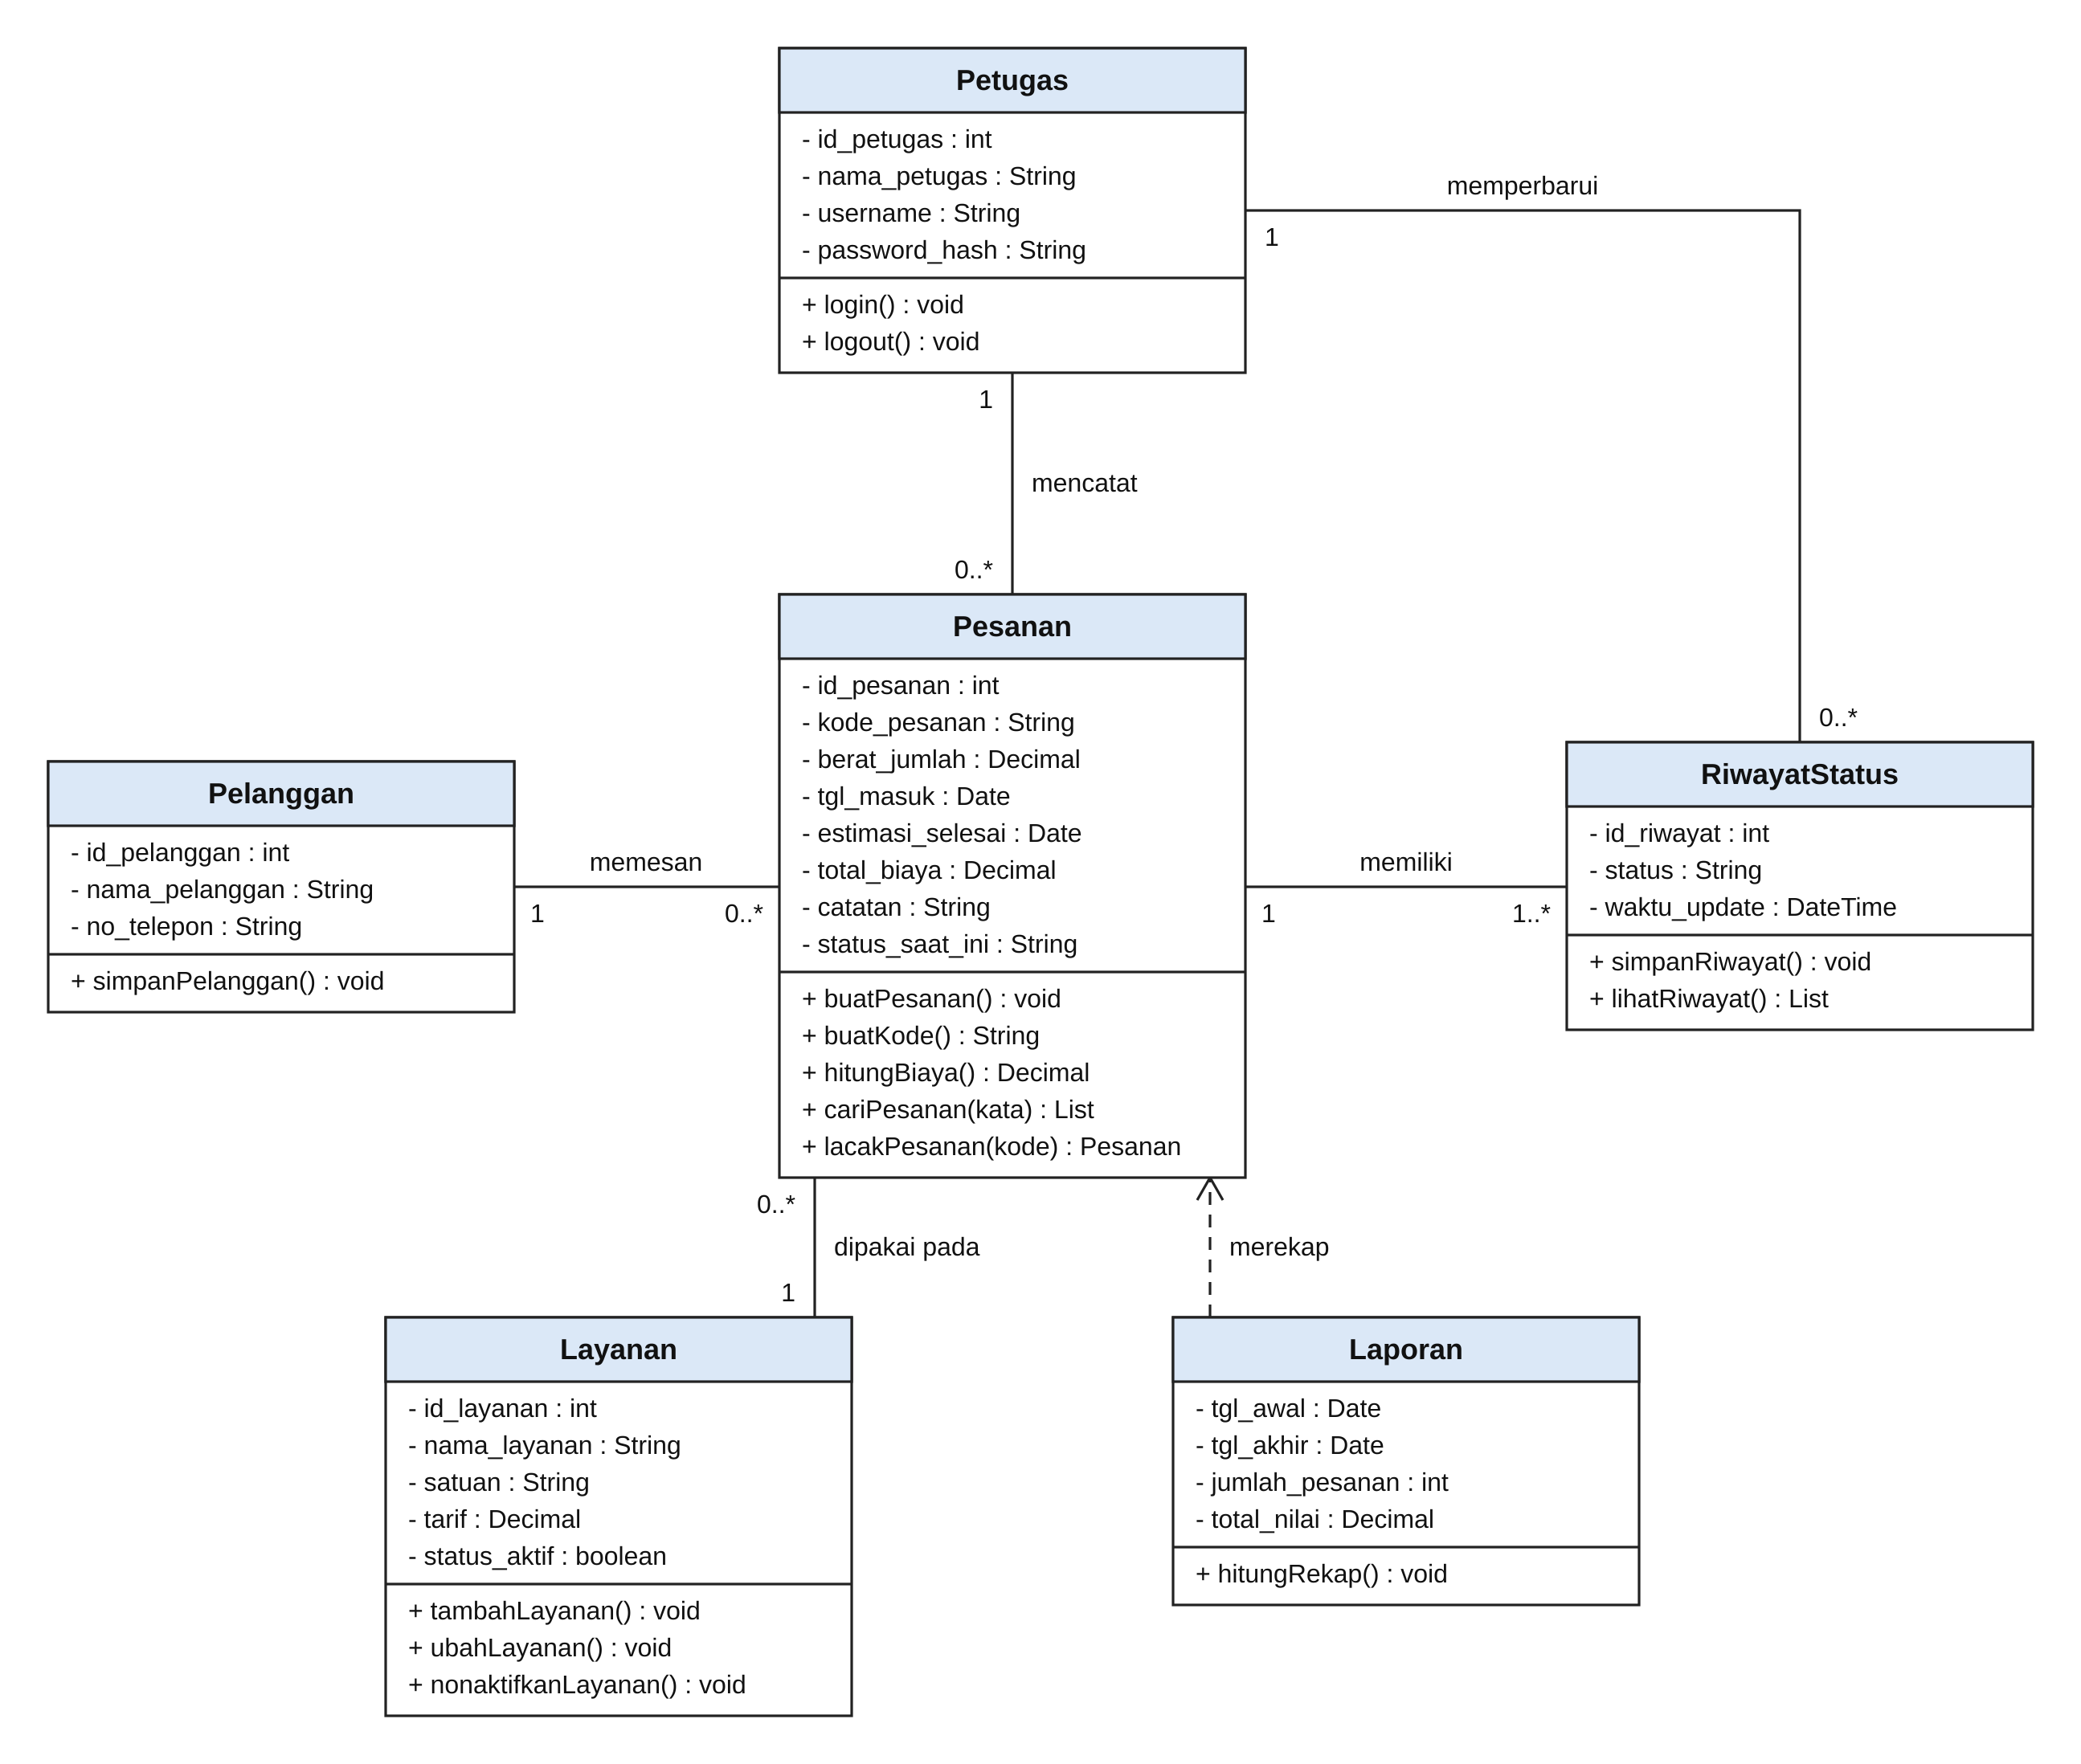 Petugas
- id_petugas : int
- nama_petugas : String
- username : String
- password_hash : String
+ login() : void
+ logout() : void
memperbarui
1
0..*
1
mencatat
0..*
Pesanan
- id_pesanan : int
- kode_pesanan : String
- berat_jumlah : Decimal
- tgl_masuk : Date
- estimasi_selesai : Date
- total_biaya : Decimal
- catatan : String
- status_saat_ini : String
+ buatPesanan() : void
+ buatKode() : String
+ hitungBiaya() : Decimal
+ cariPesanan(kata) : List
+ lacakPesanan(kode) : Pesanan
Pelanggan
- id_pelanggan : int
- nama_pelanggan : String
- no_telepon : String
+ simpanPelanggan() : void
memesan
1
0..*
memiliki
1
1..*
RiwayatStatus
- id_riwayat : int
- status : String
- waktu_update : DateTime
+ simpanRiwayat() : void
+ lihatRiwayat() : List
0..*
dipakai pada
1
merekap
Layanan
- id_layanan : int
- nama_layanan : String
- satuan : String
- tarif : Decimal
- status_aktif : boolean
+ tambahLayanan() : void
+ ubahLayanan() : void
+ nonaktifkanLayanan() : void
Laporan
- tgl_awal : Date
- tgl_akhir : Date
- jumlah_pesanan : int
- total_nilai : Decimal
+ hitungRekap() : void